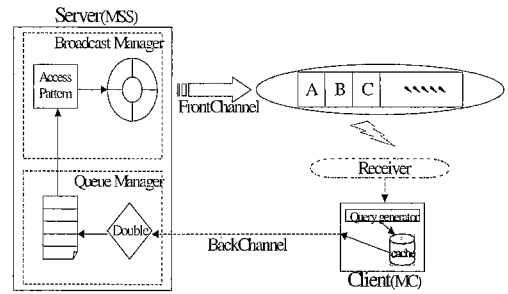 Server(MSS)
Broadcast Manager
Access
Pattern
FrontChannel
A B C
Receiver
Queue Manager
Double
BackChannel
Query generator
cache
Client(MC)